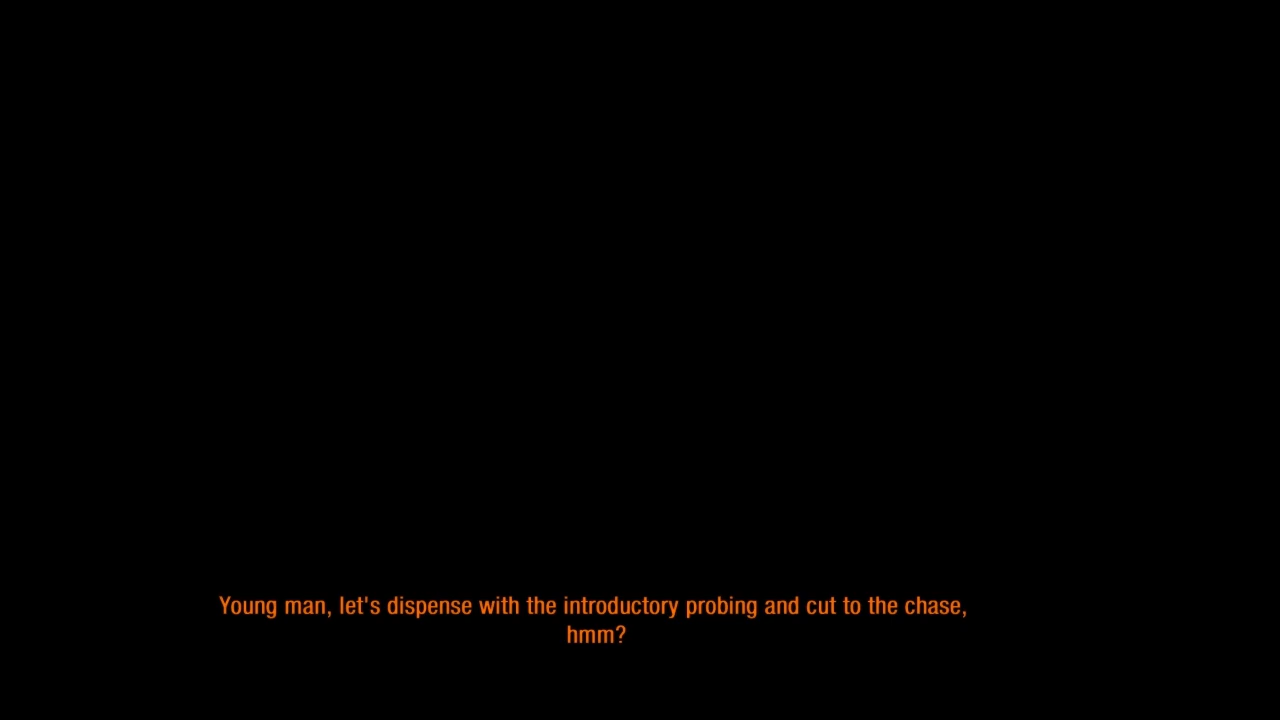 Young man, let's dispense with the introductory probing and cut to the chase,
hmm?